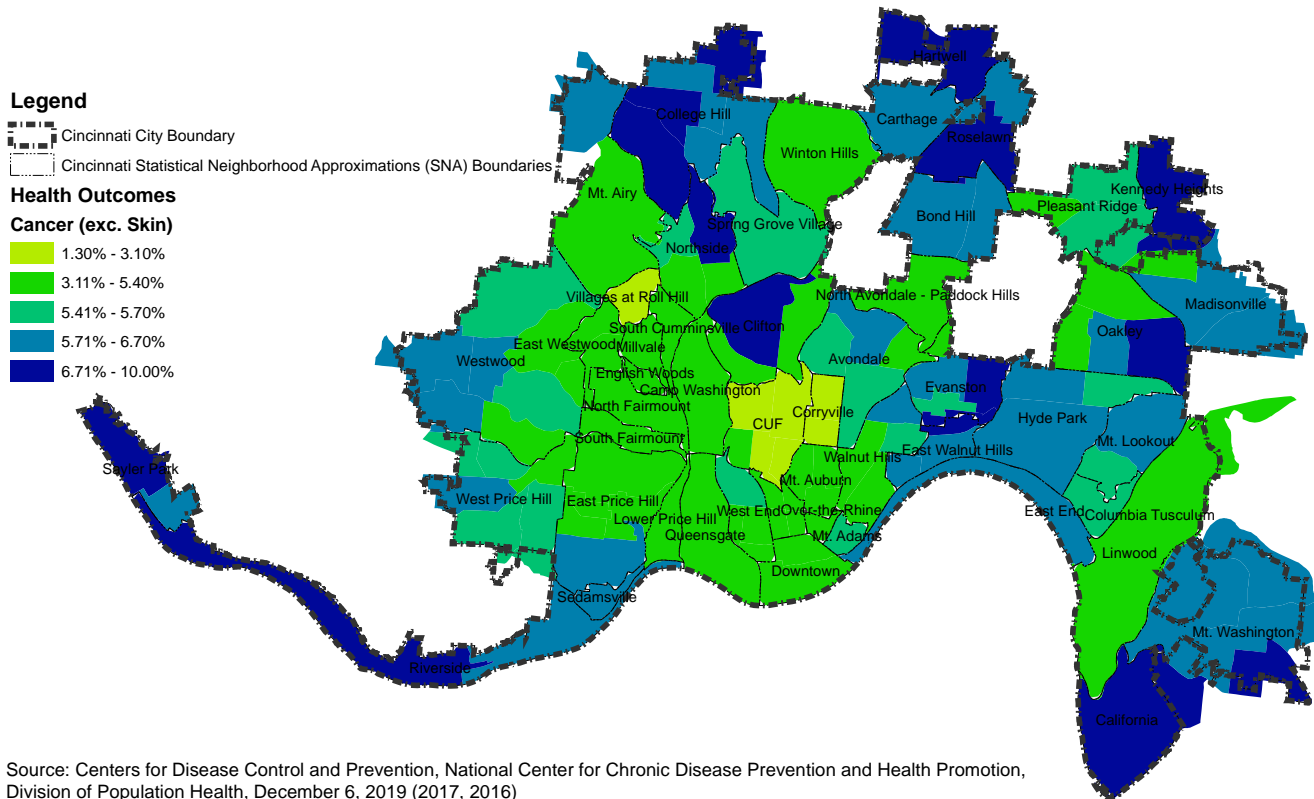 Legend
Cincinnati City Boundary
Cincinnati Statistical Neighborhood Approximations (SNA) Boundaries
Health Outcomes
Cancer (exc. Skin)
1.30% - 3.10%
3.11% - 5.40%
5.41% - 5.70%
5.71% - 6.70%
6.71% - 10.00%
Hartwell
College Hill
Carthage
Roselawn
Winton Hills
Mt. Airy
Kennedy Heights
Pleasant Ridge
Bond Hill
Spring Grove Village
Northside
Villages at Roll Hill
North Avondale - Paddock Hills
Madisonville
South Cumminsville
Clifton
Oakley
East Westwood
Millvale
Westwood
Avondale
English Woods
Camp Washington
Evanston
North Fairmount
Corryville
CUF
Hyde Park
South Fairmount
Mt. Lookout
East Walnut Hills
Walnut Hills
Sayler Park
Mt. Auburn
West Price Hill
East Price Hill
West End
Over-the-Rhine
East End
Columbia Tusculum
Lower Price Hill
Queensgate
Mt. Adams
Linwood
Downtown
Sedamsville
Mt. Washington
Riverside
California
Source: Centers for Disease Control and Prevention, National Center for Chronic Disease Prevention and Health Promotion,
Division of Population Health, December 6, 2019 (2017, 2016)